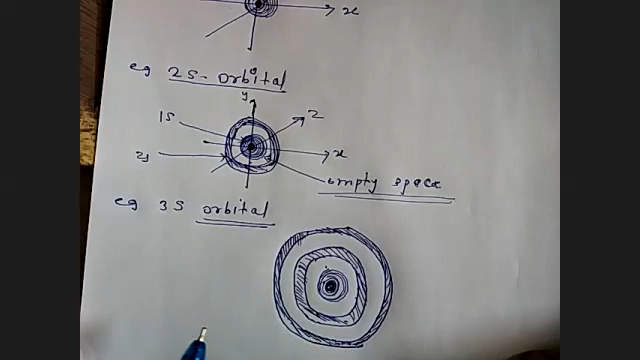 x
eg 2s- orbital
y
1s
z
2s
x
empty space
eg 3s orbital